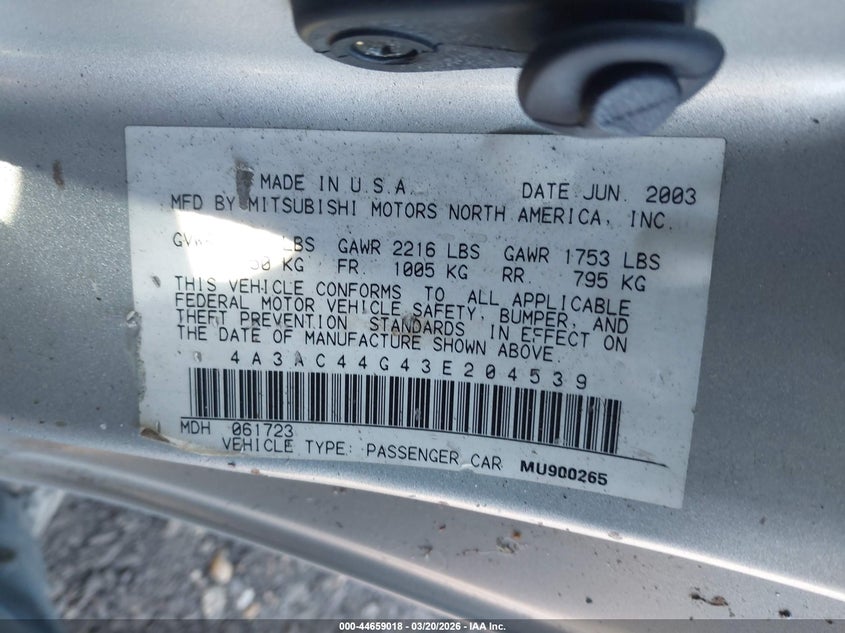 MADE IN U.S.A. DATE JUN. 2003
MFD BY MITSUBISHI MOTORS NORTH AMERICA, INC.
LBS GAWR 2216 LBS GAWR 1753 LBS
KG FR. 1005 KG RR. 795 KG
THIS VEHICLE CONFORMS TO ALL APPLICABLE
FEDERAL MOTOR VEHICLE SAFETY, BUMPER, AND
THEFT PREVENTION STANDARDS IN EFFECT ON
THE DATE OF MANUFACTURE SHOWN ABOVE.
4A3AC44G43E204539
MDH 061723
VEHICLE TYPE: PASSENGER CAR MU900265
000-44659018 - 03/20/2026 - IAA Inc.